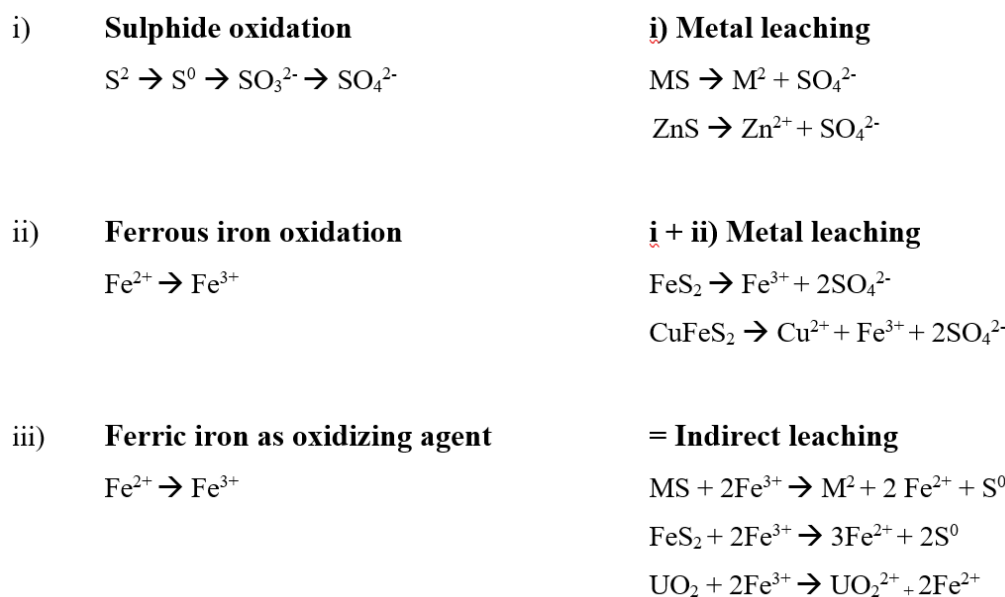 i) Sulphide oxidation i) Metal leaching
S² → S⁰ → SO₃²⁻ → SO₄²⁻ MS → M² + SO₄²⁻
ZnS → Zn²⁺ + SO₄²⁻
ii) Ferrous iron oxidation i + ii) Metal leaching
Fe²⁺ → Fe³⁺ FeS₂ → Fe³⁺ + 2SO₄²⁻
CuFeS₂ → Cu²⁺ + Fe³⁺ + 2SO₄²⁻
iii) Ferric iron as oxidizing agent = Indirect leaching
Fe²⁺ → Fe³⁺ MS + 2Fe³⁺ → M² + 2 Fe²⁺ + S⁰
FeS₂ + 2Fe³⁺ → 3Fe²⁺ + 2S⁰
UO₂ + 2Fe³⁺ → UO₂²⁺ + 2Fe²⁺